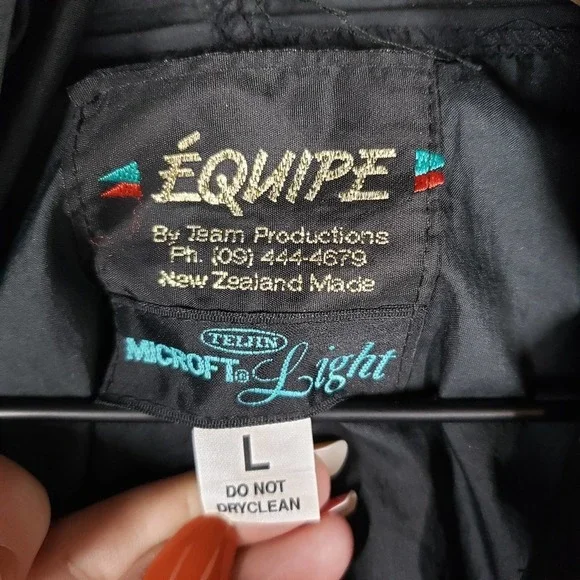 ÉQUIPE
By Team Productions
Ph. (09) 444-4679
New Zealand Made
TEIJIN
MICROFT® Light
L
DO NOT
DRYCLEAN